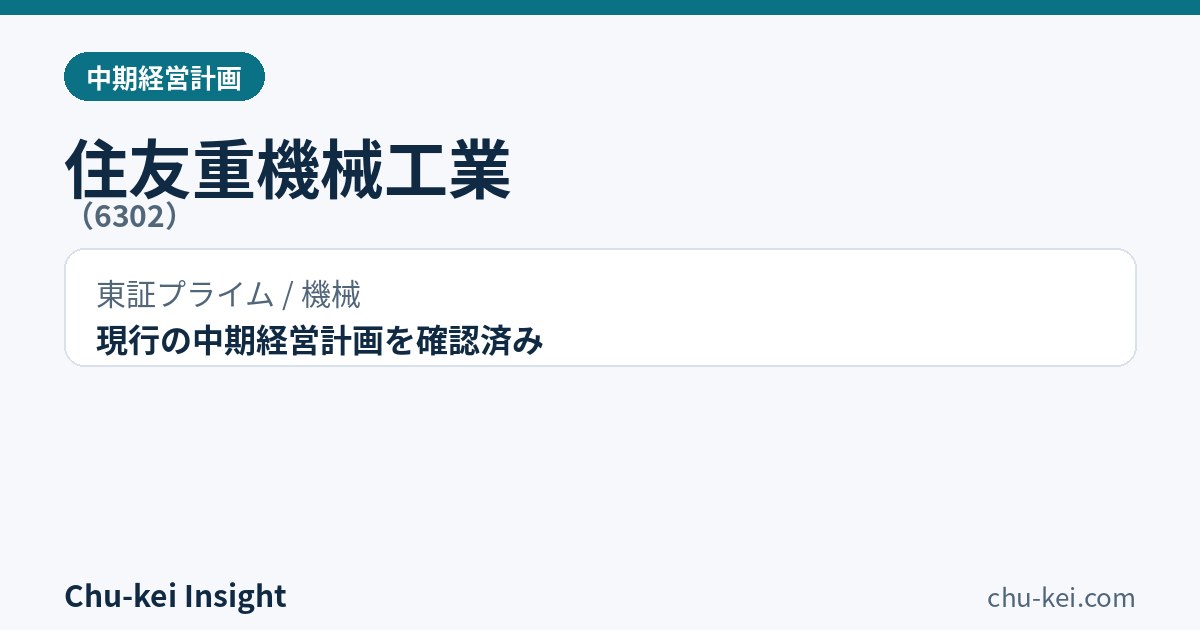 中期経営計画
住友重機械工業
（6302）
東証プライム / 機械
現行の中期経営計画を確認済み
Chu-kei Insight
chu-kei.com